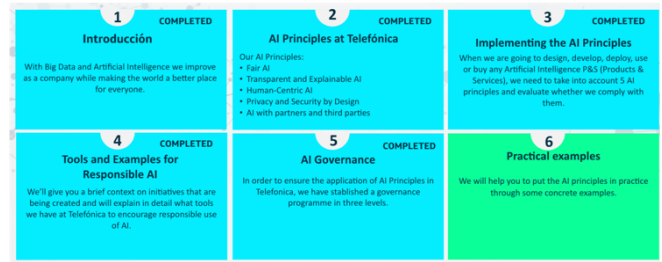 1
COMPLETED
Introducción
With Big Data and Artificial Intelligence we improve
as a company while making the world a better place
for everyone.
2
COMPLETED
AI Principles at Telefónica
Our AI Principles:
• Fair AI
• Transparent and Explainable AI
• Human-Centric AI
• Privacy and Security by Design
• AI with partners and third parties
3
COMPLETED
Implementing the AI Principles
When we are going to design, develop, deploy, use
or buy any Artificial Intelligence P&S (Products &
Services), we need to take into account 5 AI
principles and evaluate whether we comply with
them.
4
COMPLETED
Tools and Examples for
Responsible AI
We'll give you a brief context on initiatives that are
being created and will explain in detail what tools
we have at Telefónica to encourage responsible use
of AI.
5
COMPLETED
AI Governance
In order to ensure the application of AI Principles in
Telefonica, we have stablished a governance
programme in three levels.
6
Practical examples
We will help you to put the AI principles in practice
through some concrete examples.